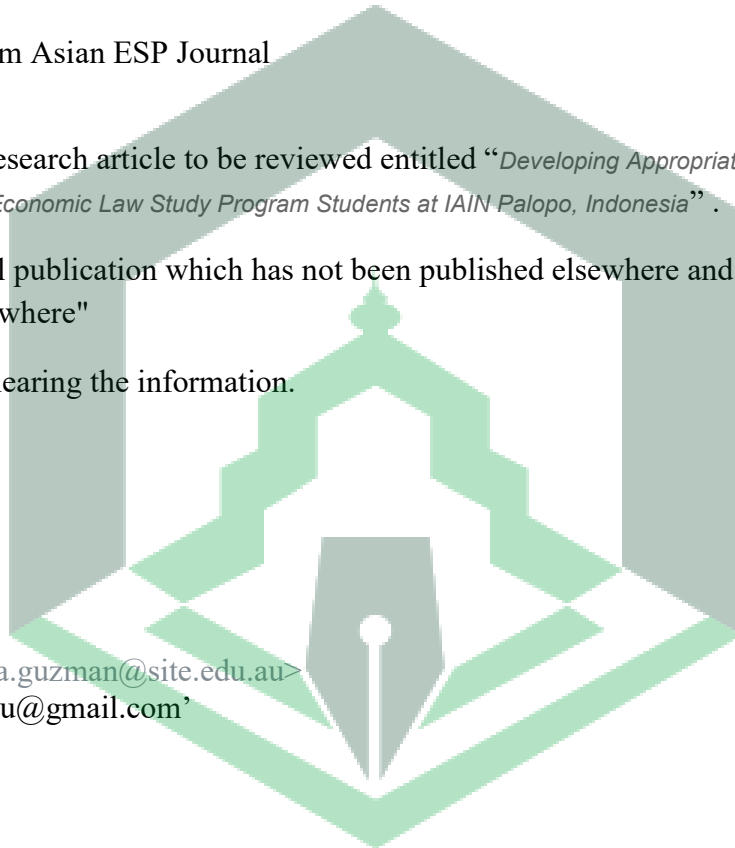 m Asian ESP Journal
esearch article to be reviewed entitled “Developing Appropriat
Economic Law Study Program Students at IAIN Palopo, Indonesia” .
l publication which has not been published elsewhere and
where"
earing the information.
a.guzman@site.edu.au>
u@gmail.com’